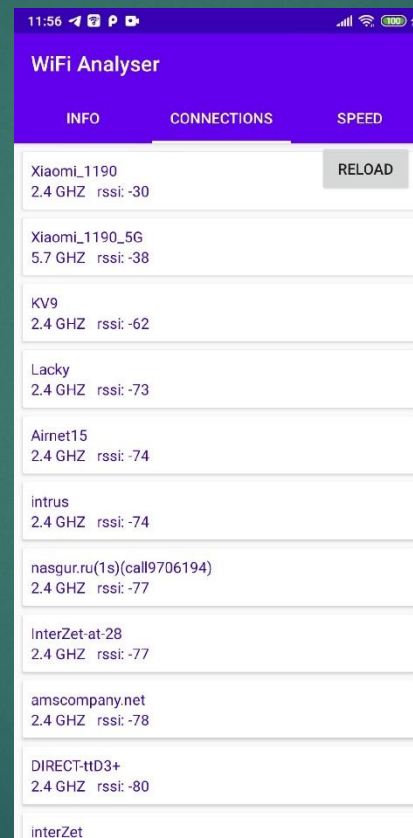 11:56
100
WiFi Analyser
INFO CONNECTIONS SPEED
RELOAD
Xiaomi_1190
2.4 GHZ rssi: -30
Xiaomi_1190_5G
5.7 GHZ rssi: -38
KV9
2.4 GHZ rssi: -62
Lacky
2.4 GHZ rssi: -73
Airnet15
2.4 GHZ rssi: -74
intrus
2.4 GHZ rssi: -74
nasgur.ru(1s)(call9706194)
2.4 GHZ rssi: -77
InterZet-at-28
2.4 GHZ rssi: -77
amscompany.net
2.4 GHZ rssi: -78
DIRECT-ttD3+
2.4 GHZ rssi: -80
interZet